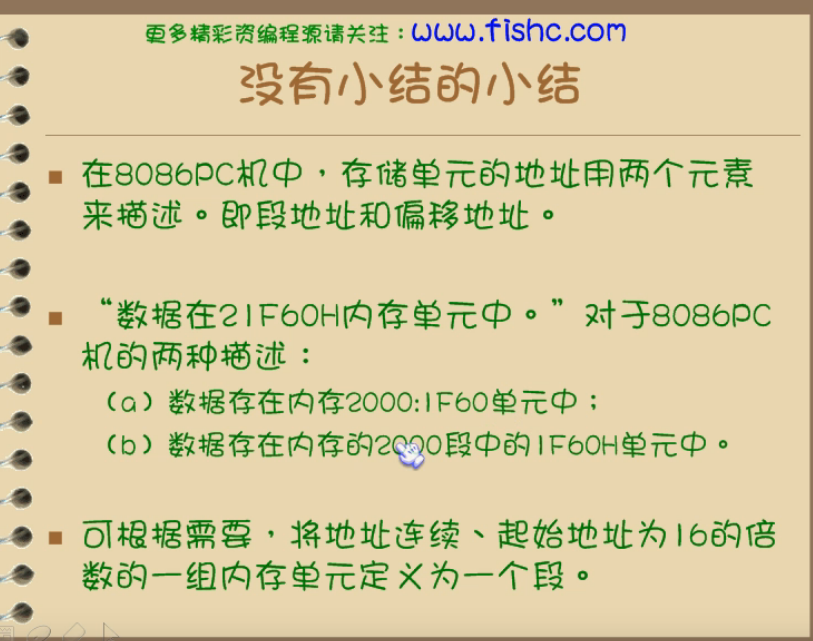 更多精彩资编程源请关注：www.fishc.com
没有小结的小结
在8086PC机中，存储单元的地址用两个元素
来描述。即段地址和偏移地址。
“数据在21F60H内存单元中。”对于8086PC
机的两种描述：
（a）数据存在内存2000:1F60单元中；
（b）数据存在内存的2000段中的1F60H单元中。
可根据需要，将地址连续、起始地址为16的倍
数的一组内存单元定义为一个段。